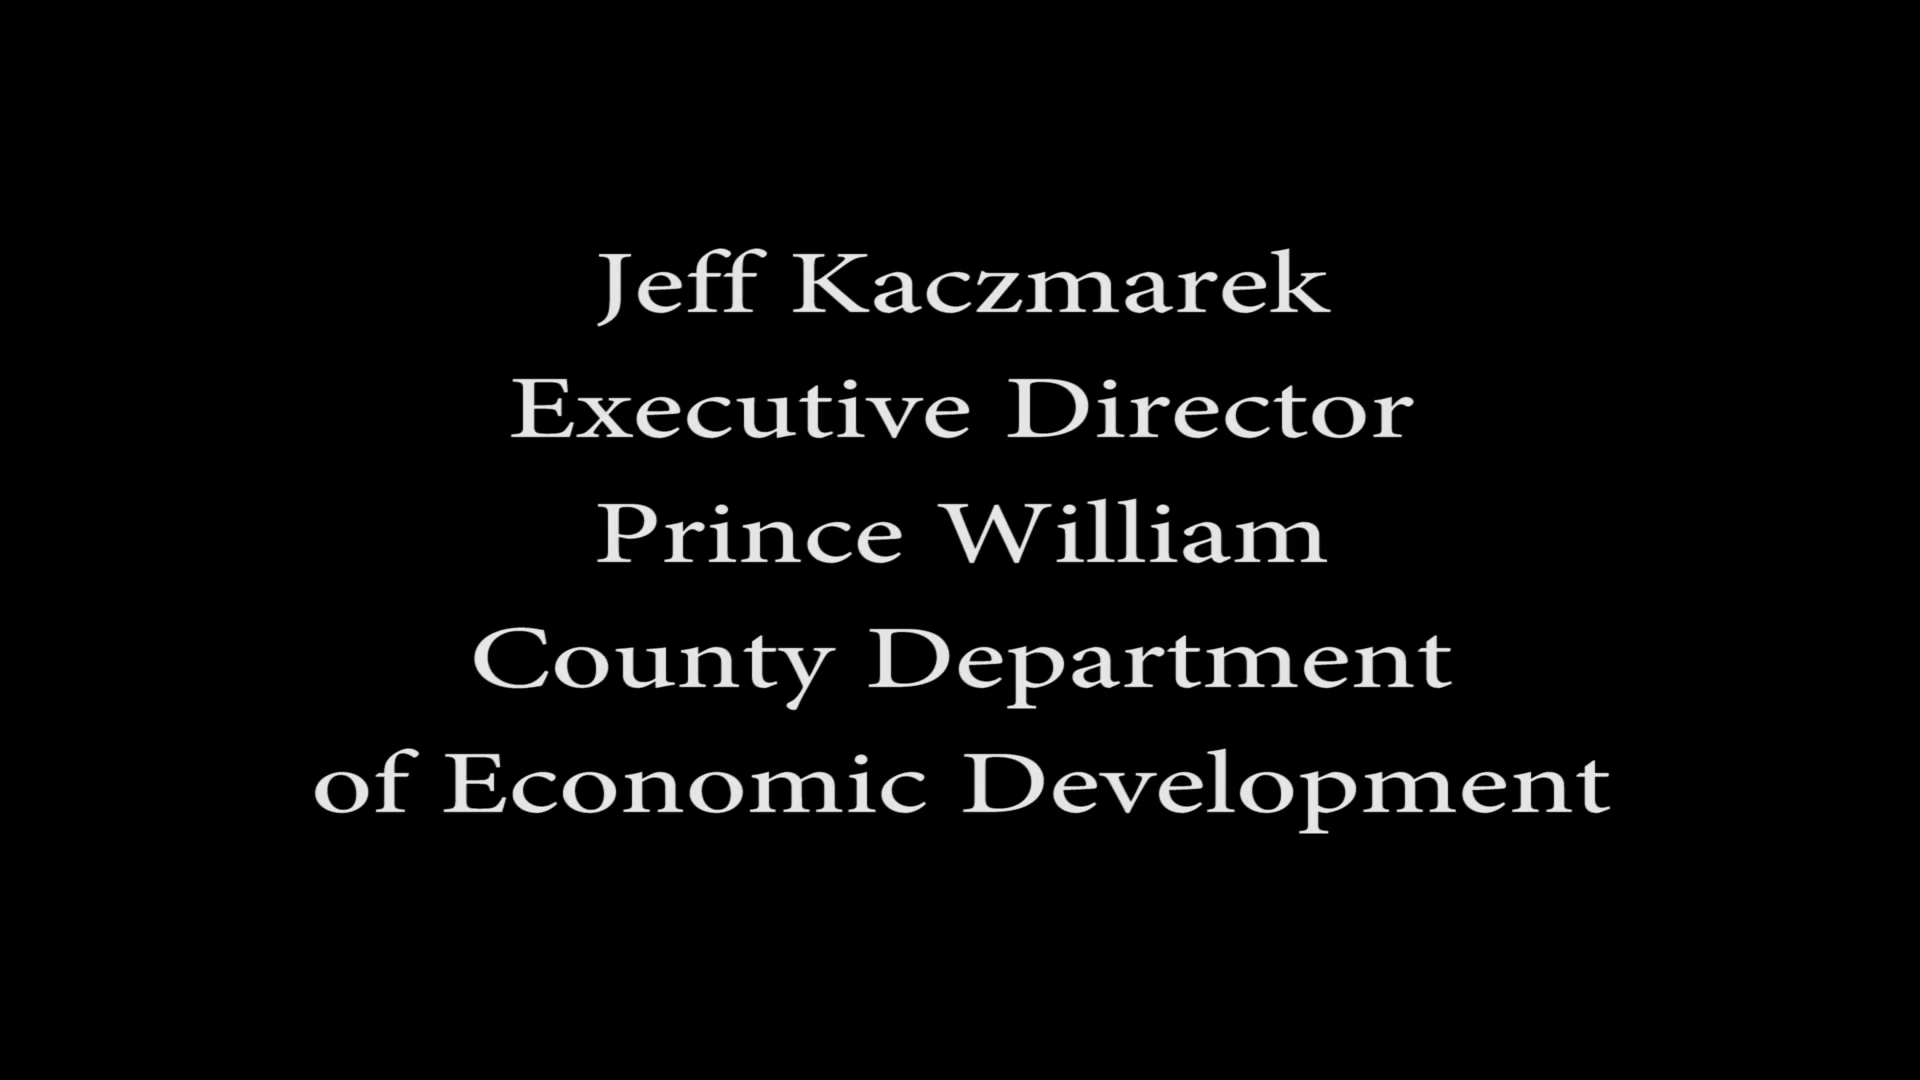 Jeff Kaczmarek
Executive Director
Prince William
County Department
of Economic Development